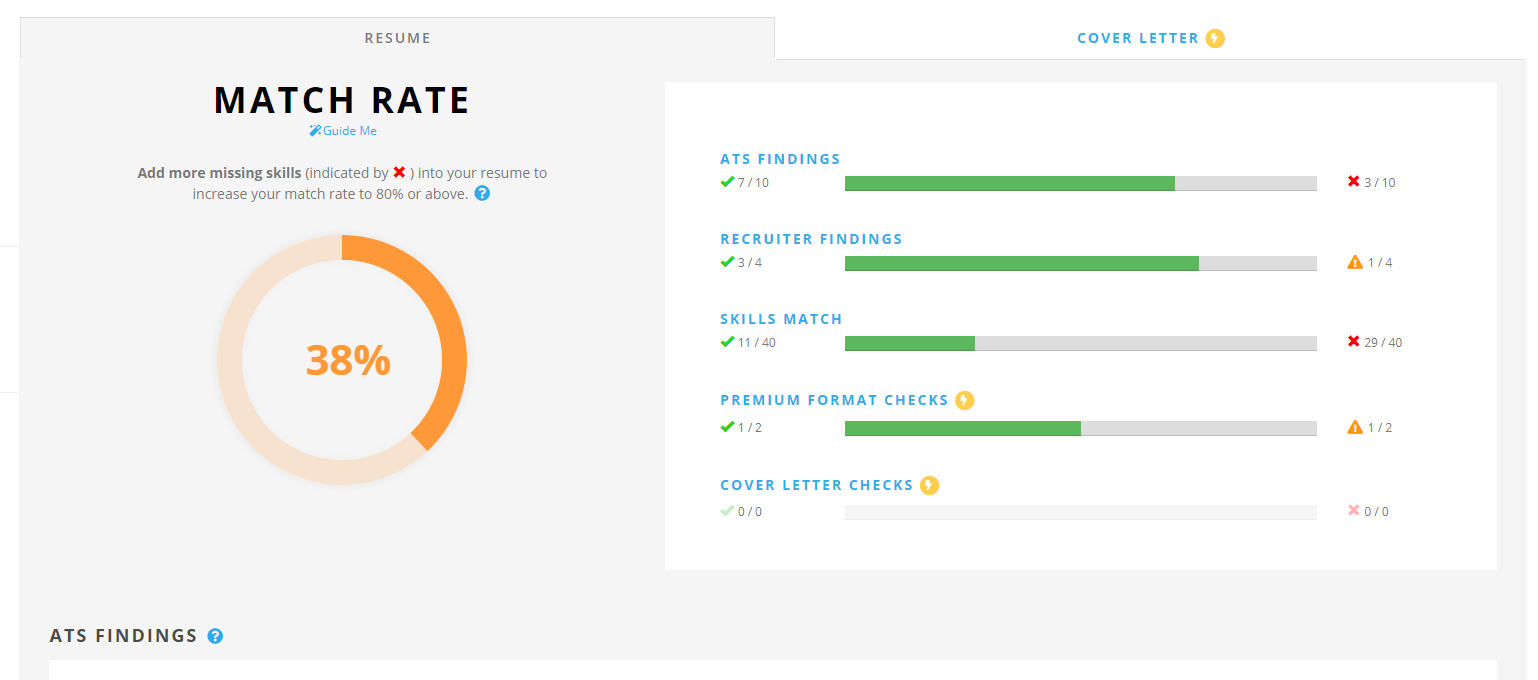 RESUME
COVER LETTER
MATCH RATE
Guide Me
Add more missing skills (indicated by ) into your resume to
increase your match rate to 80% or above. ?
38%
ATS FINDINGS
7 / 10
3 / 10
RECRUITER FINDINGS
3 / 4
1 / 4
SKILLS MATCH
11 / 40
29 / 40
PREMIUM FORMAT CHECKS
1 / 2
1 / 2
COVER LETTER CHECKS
0 / 0
0 / 0
ATS FINDINGS ?